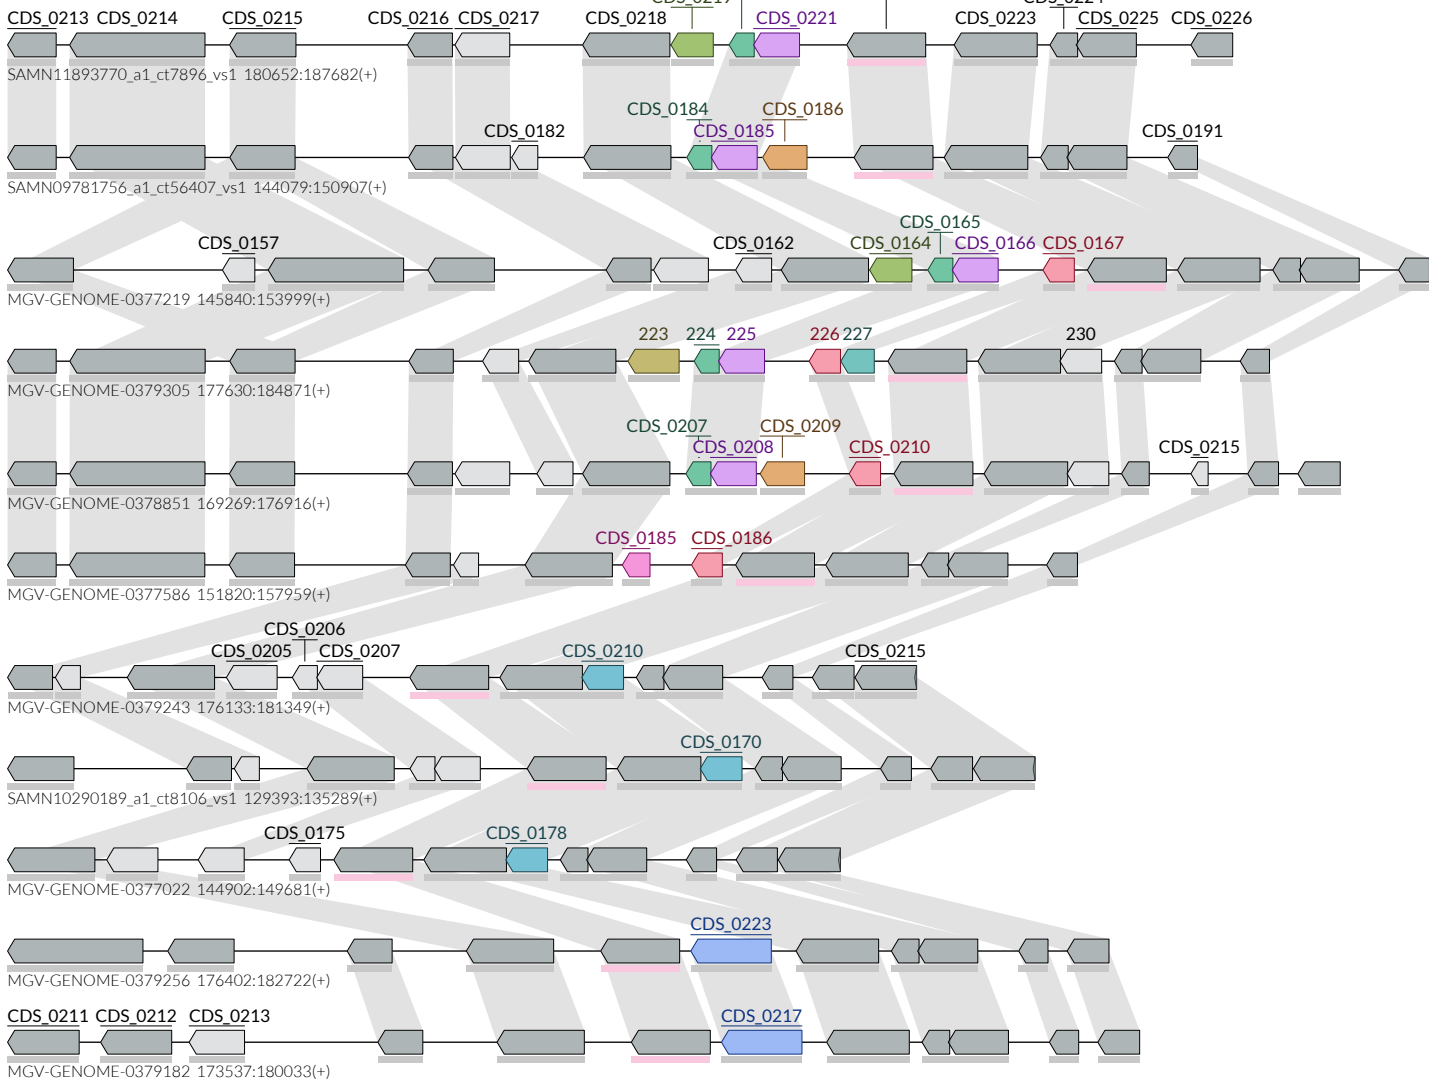 CDS_0213 CDS_0214 CDS_0215 CDS_0216 CDS_0217 CDS_0218 CDS_0221 CDS_0223 CDS_0225 CDS_0226
SAMN11893770_a1_ct7896_vs1 180652:187682(+)
CDS_0184 CDS_0186
CDS_0182 CDS_0185 CDS_0191
SAMN09781756_a1_ct56407_vs1 144079:150907(+)
CDS_0165
CDS_0157 CDS_0162 CDS_0164 CDS_0166 CDS_0167
MGV-GENOME-0377219 145840:153999(+)
223 224 225 226 227 230
MGV-GENOME-0379305 177630:184871(+)
CDS_0207 CDS_0209
CDS_0208 CDS_0210 CDS_0215
MGV-GENOME-0378851 169269:176916(+)
CDS_0185 CDS_0186
MGV-GENOME-0377586 151820:157959(+)
CDS_0206
CDS_0205 CDS_0207 CDS_0210 CDS_0215
MGV-GENOME-0379243 176133:181349(+)
CDS_0170
SAMN10290189_a1_ct8106_vs1 129393:135289(+)
CDS_0175 CDS_0178
MGV-GENOME-0377022 144902:149681(+)
CDS_0223
MGV-GENOME-0379256 176402:182722(+)
CDS_0211 CDS_0212 CDS_0213 CDS_0217
MGV-GENOME-0379182 173537:180033(+)